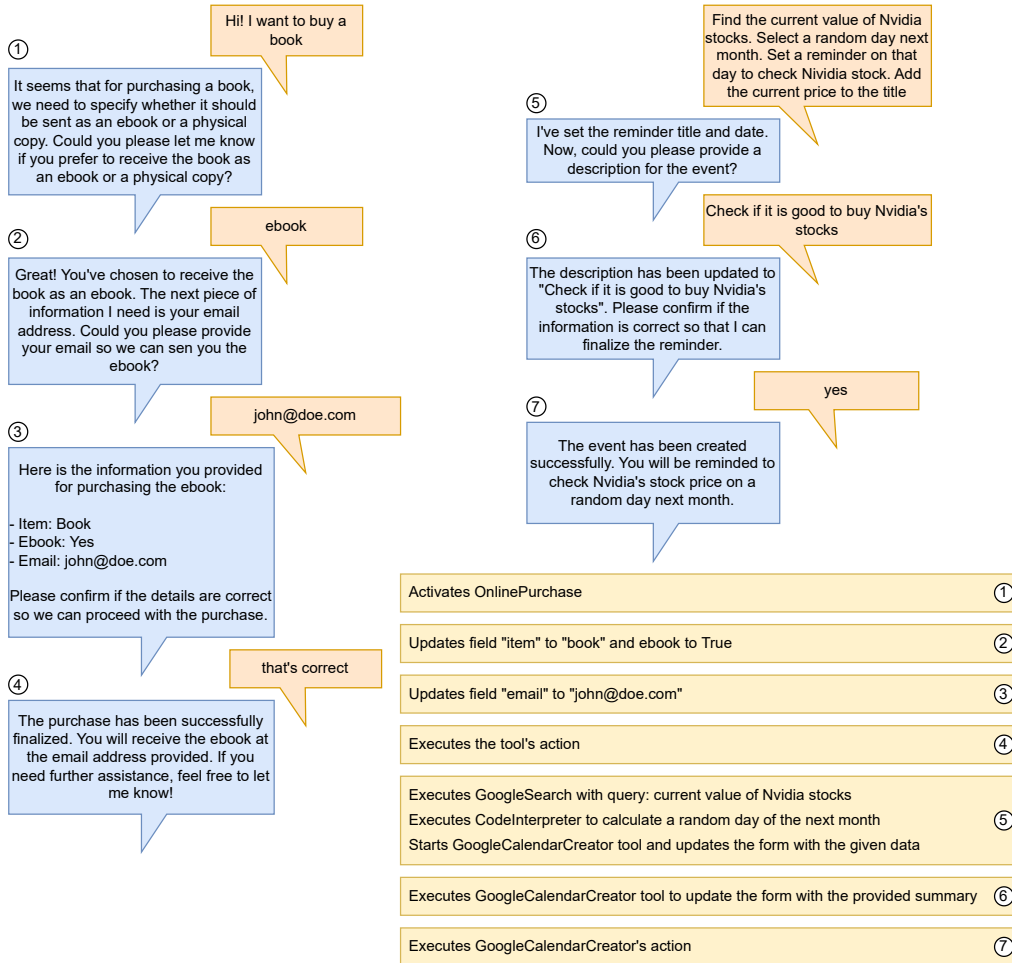 Hi! I want to buy a
book
1
It seems that for purchasing a book,
we need to specify whether it should
be sent as an ebook or a physical
copy. Could you please let me know
if you prefer to receive the book as
an ebook or a physical copy?
ebook
2
Great! You've chosen to receive the
book as an ebook. The next piece of
information I need is your email
address. Could you please provide
your email so we can sen you the
ebook?
john@doe.com
3
Here is the information you provided
for purchasing the ebook:
- Item: Book
- Ebook: Yes
- Email: john@doe.com
Please confirm if the details are correct
so we can proceed with the purchase.
that's correct
4
The purchase has been successfully
finalized. You will receive the ebook at
the email address provided. If you
need further assistance, feel free to let
me know!
Find the current value of Nvidia
stocks. Select a random day next
month. Set a reminder on that
day to check Nividia stock. Add
the current price to the title
5
I've set the reminder title and date.
Now, could you please provide a
description for the event?
Check if it is good to buy Nvidia's
stocks
6
The description has been updated to
"Check if it is good to buy Nvidia's
stocks". Please confirm if the
information is correct so that I can
finalize the reminder.
yes
7
The event has been created
successfully. You will be reminded to
check Nvidia's stock price on a
random day next month.
Activates OnlinePurchase 1
Updates field "item" to "book" and ebook to True 2
Updates field "email" to "john@doe.com" 3
Executes the tool's action 4
Executes GoogleSearch with query: current value of Nvidia stocks
Executes CodeInterpreter to calculate a random day of the next month 5
Starts GoogleCalendarCreator tool and updates the form with the given data
Executes GoogleCalendarCreator tool to update the form with the provided summary 6
Executes GoogleCalendarCreator's action 7